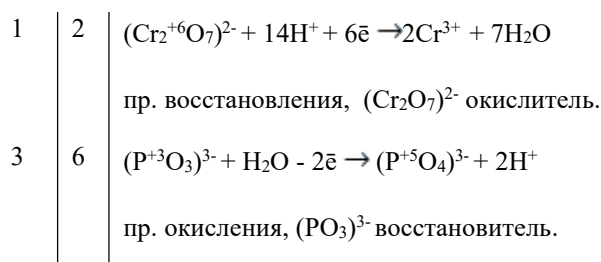 1 2 (Cr₂⁺⁶O₇)²⁻ + 14H⁺ + 6ē →2Cr³⁺ + 7H₂O
пр. восстановления, (Cr₂O₇)²⁻ окислитель.
3 6 (P⁺³O₃)³⁻ + H₂O - 2ē → (P⁺⁵O₄)³⁻ + 2H⁺
пр. окисления, (PO₃)³⁻ восстановитель.